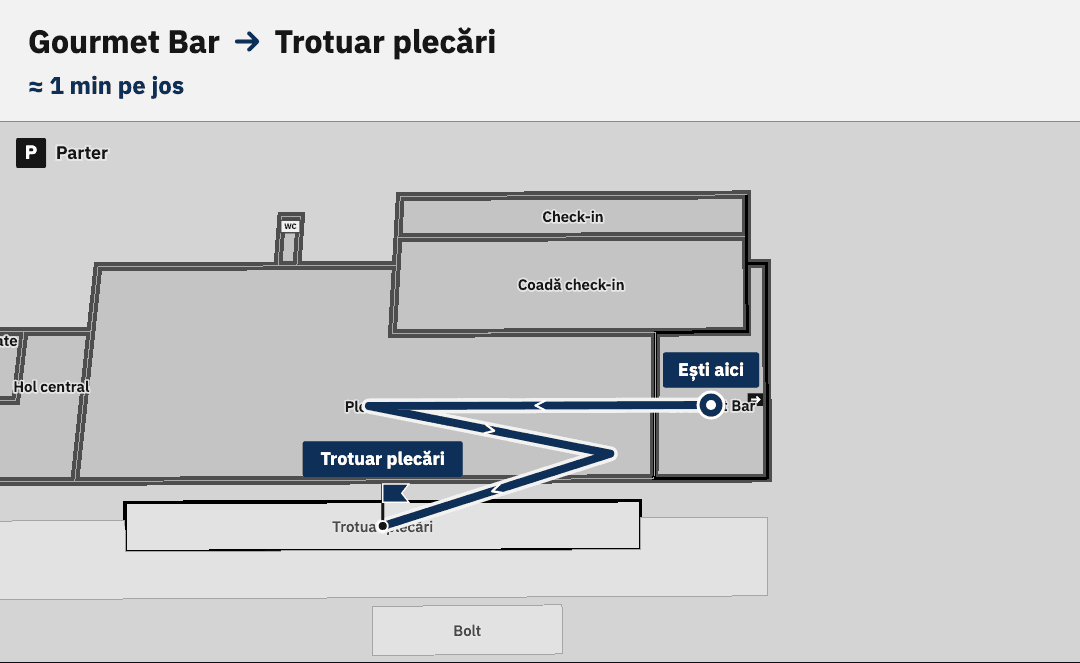 Gourmet Bar → Trotuar plecări
≈ 1 min pe jos
P Parter
Check-in
WC
Coadă check-in
Hol central
Ești aici
Bar
Trotuar plecări
Bolt